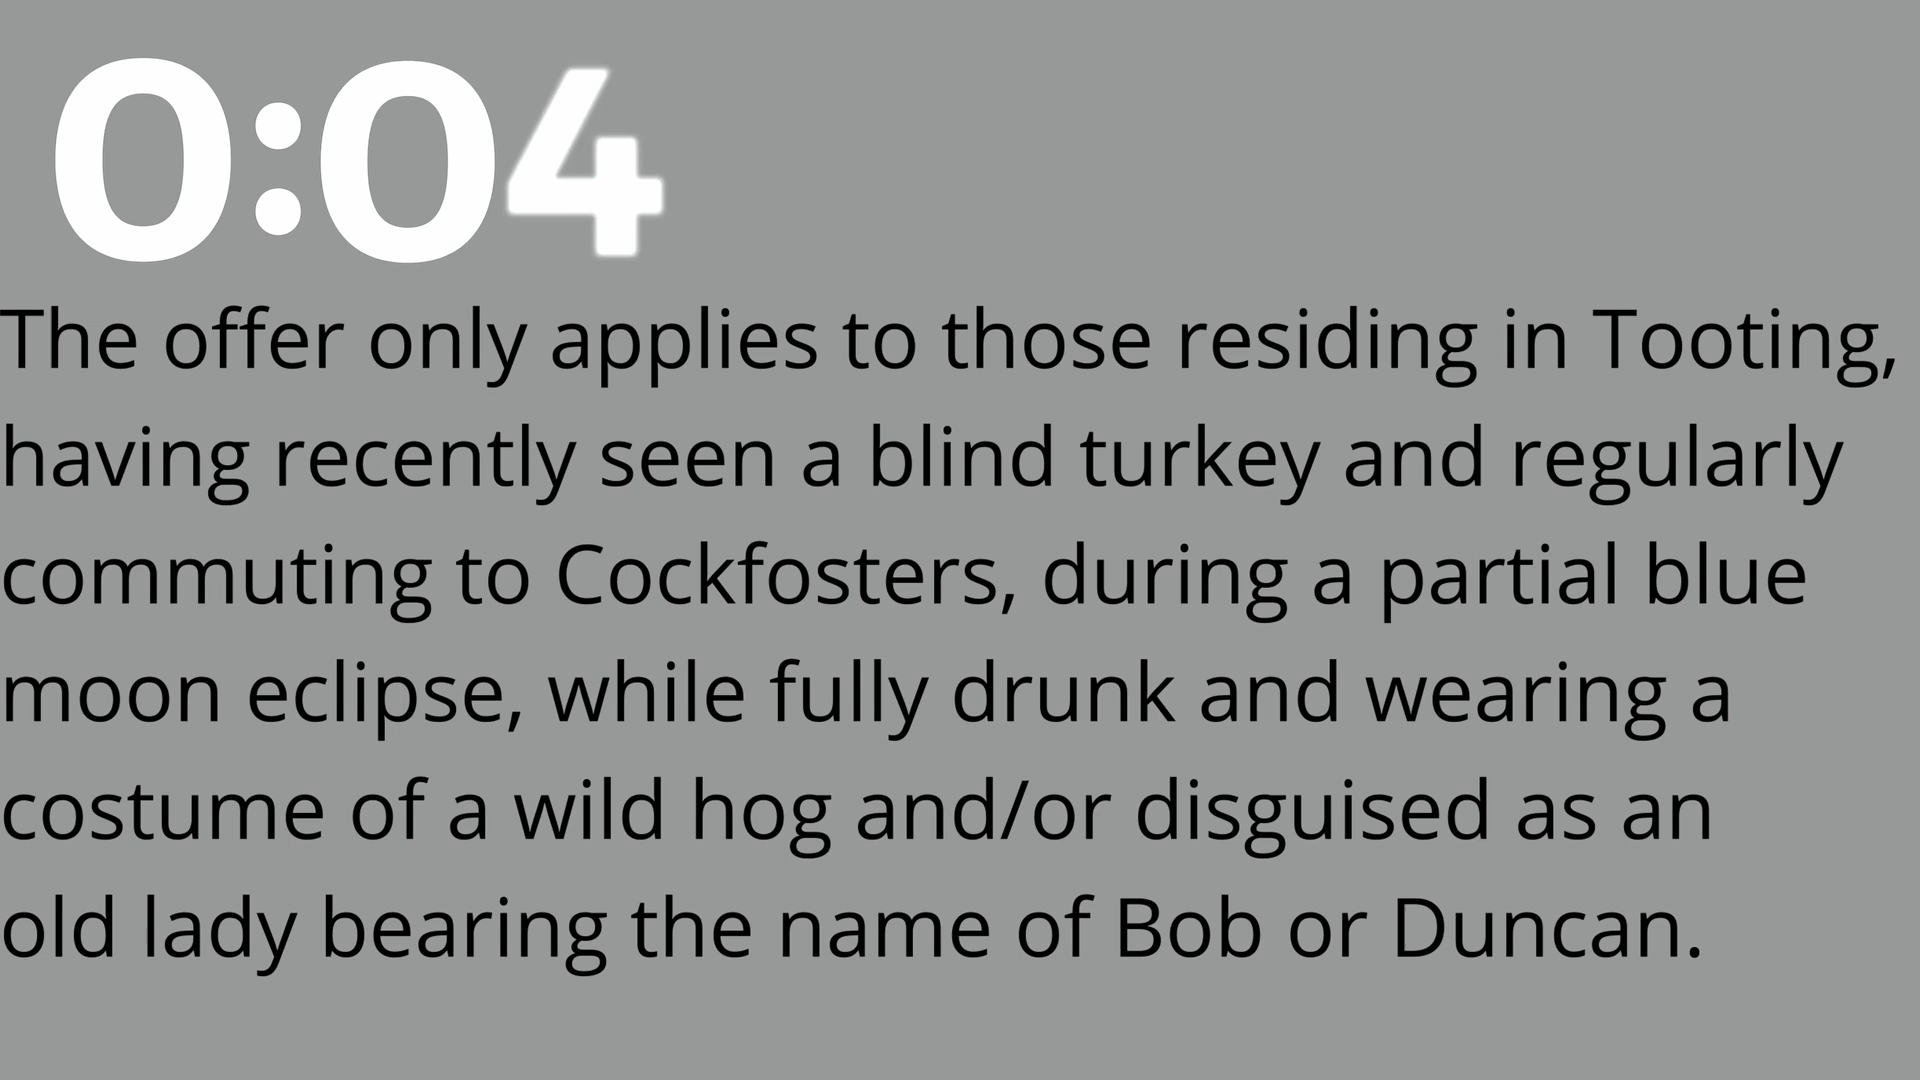 0:04
The offer only applies to those residing in Tooting,
having recently seen a blind turkey and regularly
commuting to Cockfosters, during a partial blue
moon eclipse, while fully drunk and wearing a
costume of a wild hog and/or disguised as an
old lady bearing the name of Bob or Duncan.